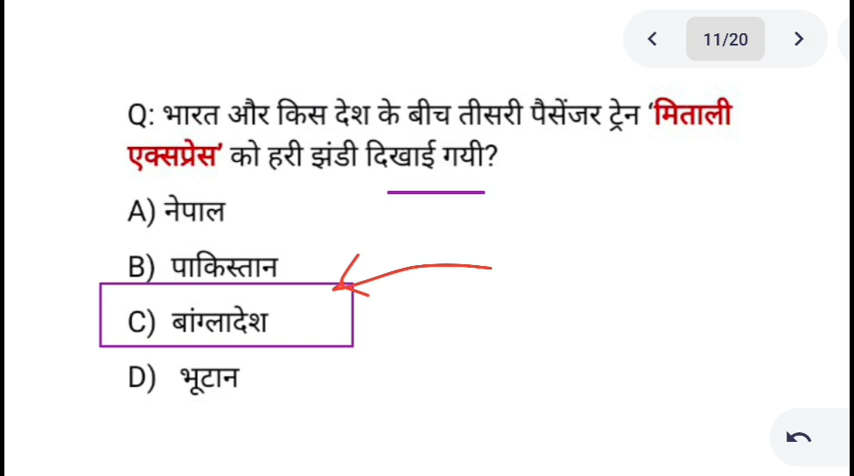 11/20
Q: भारत और किस देश के बीच तीसरी पैसेंजर ट्रेन ‘मिताली
एक्सप्रेस’ को हरी झंडी दिखाई गयी?
A) नेपाल
B) पाकिस्तान
C) बांग्लादेश
D) भूटान